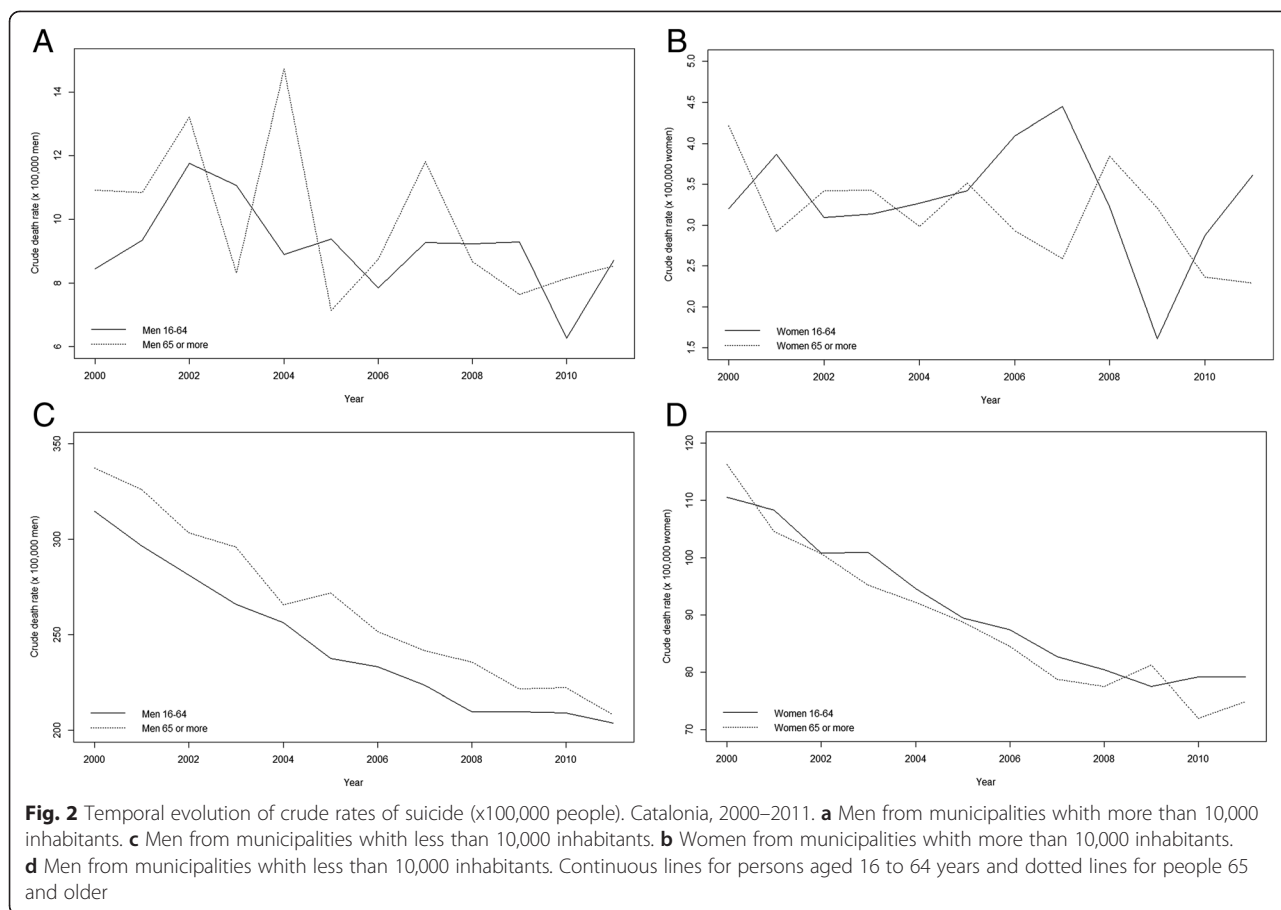 A
Crude death rate (x 100,000 men)
14
12
10
8
6
Men 16-64
Men 65 or more
2000 2002 2004 2006 2008 2010
Year
B
Crude death rate (x 100,000 women)
5.0
4.5
4.0
3.5
3.0
2.5
2.0
1.5
Women 16-64
Women 65 or more
2000 2002 2004 2006 2008 2010
Year
C
Crude death rate (x 100,000 men)
350
300
250
200
Men 16-64
Men 65 or more
2000 2002 2004 2006 2008 2010
Year
D
Crude death rate (x 100,000 women)
120
110
100
90
80
70
Women 16-64
Women 65 or more
2000 2002 2004 2006 2008 2010
Year
Fig. 2 Temporal evolution of crude rates of suicide (x100,000 people). Catalonia, 2000–2011. a Men from municipalities whith more than 10,000
inhabitants. c Men from municipalities whith less than 10,000 inhabitants. b Women from municipalities whith more than 10,000 inhabitants.
d Men from municipalities whith less than 10,000 inhabitants. Continuous lines for persons aged 16 to 64 years and dotted lines for people 65
and older